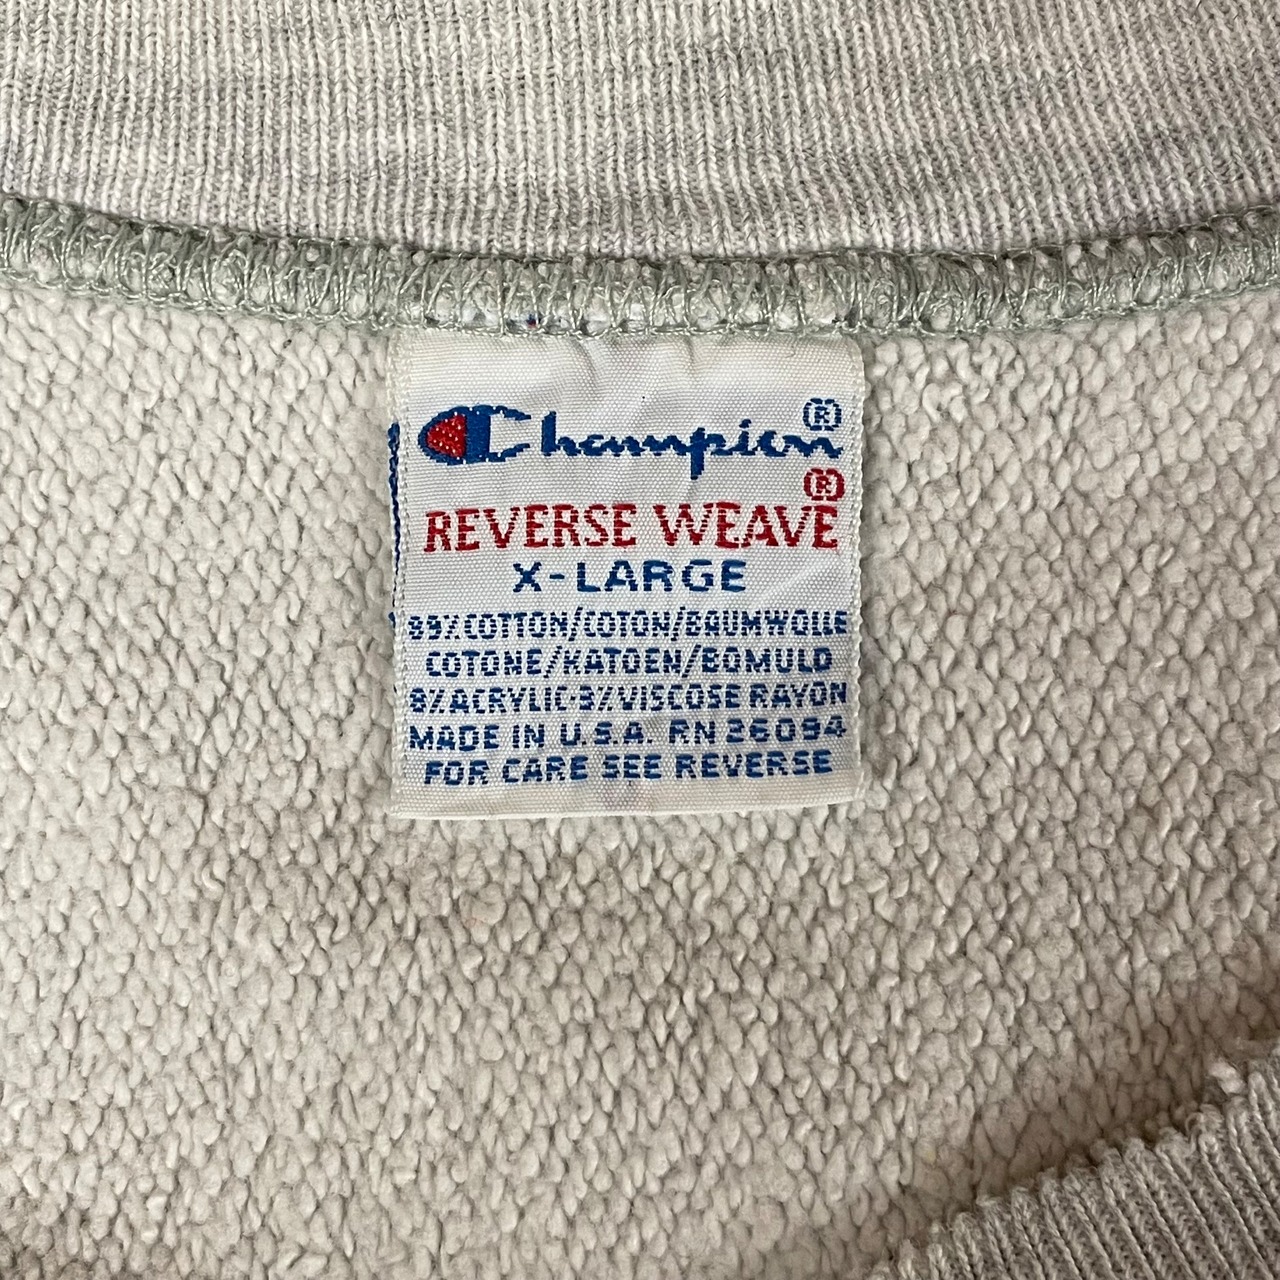 Champion®
REVERSE WEAVE®
X-LARGE
89% COTTON/COTON/BAUMWOLLE
COTONE/KATOEN/BOMULD
8% ACRYLIC·3% VISCOSE RAYON
MADE IN U.S.A. RN 26094
FOR CARE SEE REVERSE